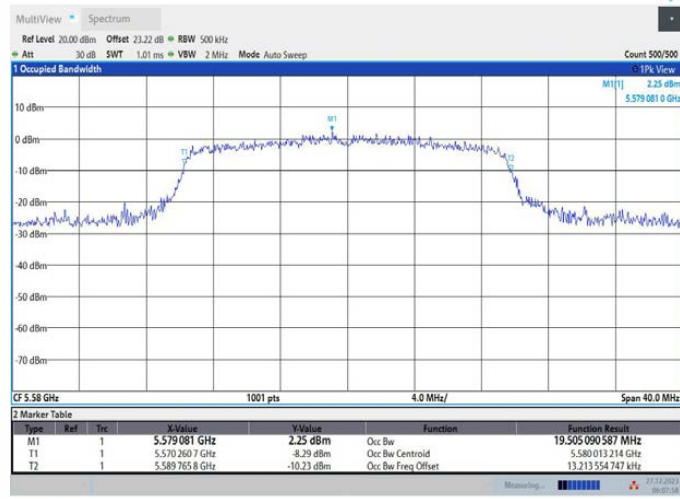 MultiView Spectrum
Ref Level 20.00 dBm Offset 23.22 dB RBW 500 kHz
Att 30 dB SWT 1.01 ms VBW 2 MHz Mode Auto Sweep Count 500/500
1 Occupied Bandwidth 1Pk View
M1[1] 2.25 dBm
5.579 081 0 GHz
10 dBm
M1
0 dBm
T1
T2
-10 dBm
-20 dBm
-30 dBm
-40 dBm
-50 dBm
-60 dBm
-70 dBm
CF 5.58 GHz 1001 pts 4.0 MHz/ Span 40.0 MHz
2 Marker Table
Type Ref Trc X-Value Y-Value Function Function Result
M1 1 5.579 081 GHz 2.25 dBm Occ Bw 19.505 090 587 MHz
T1 1 5.570 260 7 GHz -8.29 dBm Occ Bw Centroid 5.580 013 214 GHz
T2 1 5.589 765 8 GHz -10.23 dBm Occ Bw Freq Offset 13.213 554 747 kHz
Measuring... 27.12.2023
06:07:58